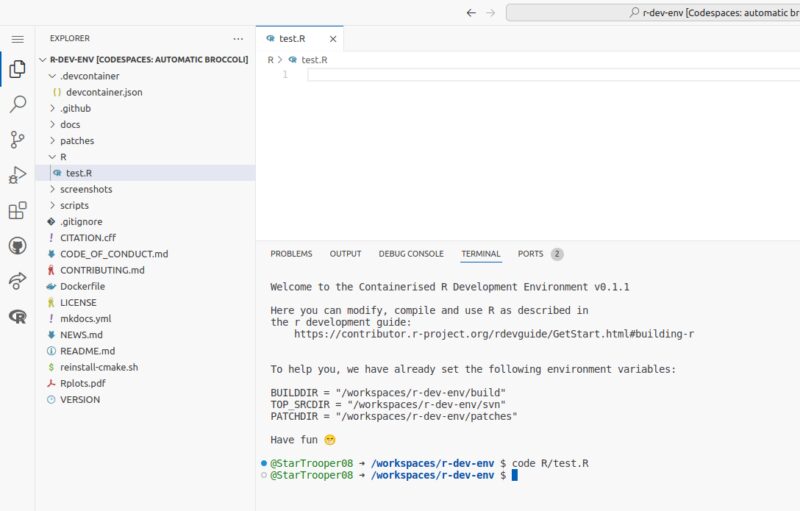 r-dev-env [Codespaces: automatic bro
EXPLORER
R-DEV-ENV [CODESPACES: AUTOMATIC BROCCOLI]
.devcontainer
{} devcontainer.json
.github
docs
patches
R
test.R
screenshots
scripts
.gitignore
! CITATION.cff
CODE_OF_CONDUCT.md
CONTRIBUTING.md
Dockerfile
LICENSE
! mkdocs.yml
NEWS.md
README.md
$ reinstall-cmake.sh
Rplots.pdf
VERSION
test.R
R > test.R
1
PROBLEMS OUTPUT DEBUG CONSOLE TERMINAL PORTS 2
Welcome to the Containerised R Development Environment v0.1.1
Here you can modify, compile and use R as described in
the r development guide:
https://contributor.r-project.org/rdevguide/GetStart.html#building-r
To help you, we have already set the following environment variables:
BUILDDIR = "/workspaces/r-dev-env/build"
TOP_SRCDIR = "/workspaces/r-dev-env/svn"
PATCHDIR = "/workspaces/r-dev-env/patches"
Have fun 😁
@StarTrooper08 ➜ /workspaces/r-dev-env $ code R/test.R
@StarTrooper08 ➜ /workspaces/r-dev-env $